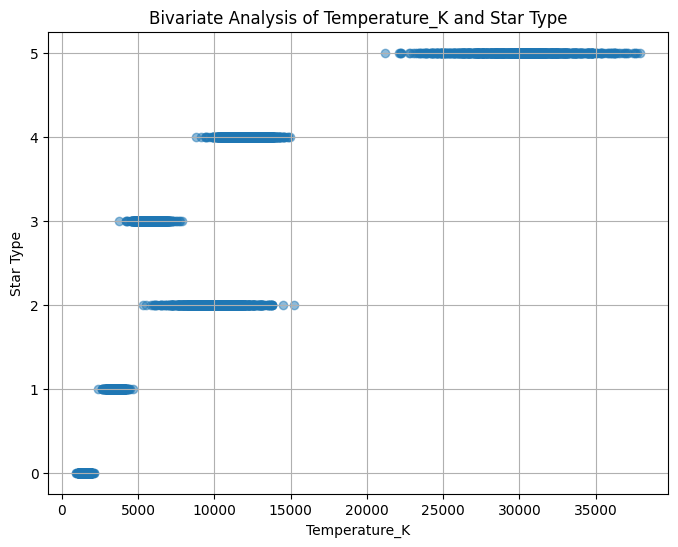 Bivariate Analysis of Temperature_K and Star Type
5
4
3
2
1
0
Star Type
0 5000 10000 15000 20000 25000 30000 35000
Temperature_K